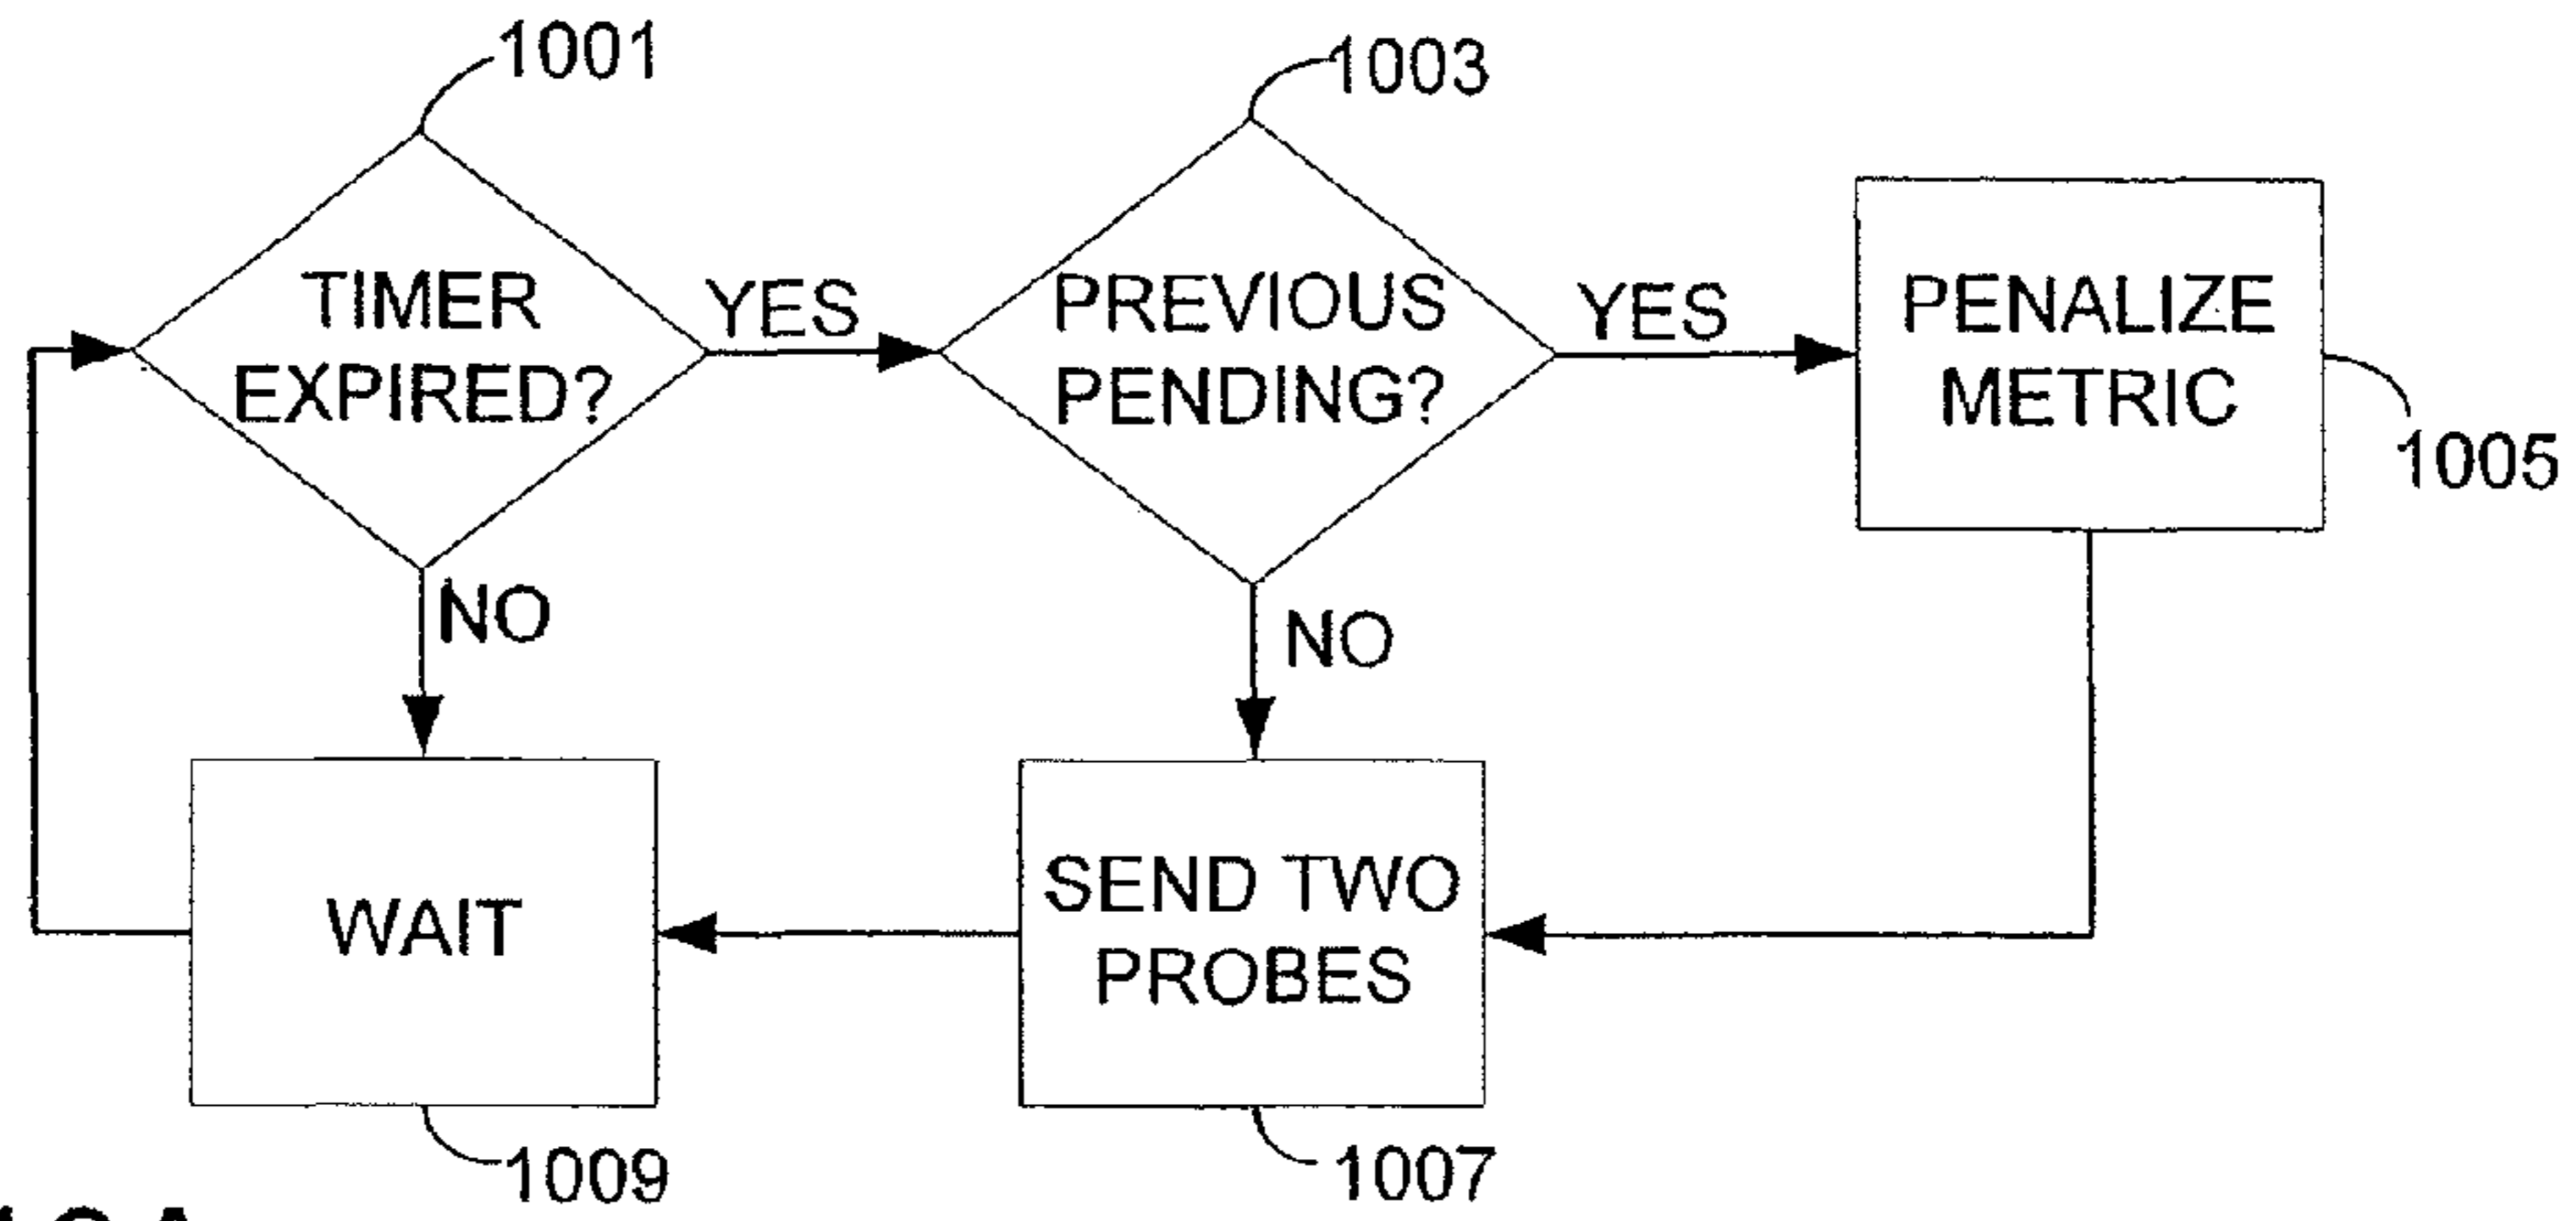 1001
1003
TIMER
EXPIRED?
YES
PREVIOUS
PENDING?
YES
PENALIZE
METRIC
1005
NO
NO
WAIT
SEND TWO
PROBES
1009
1007